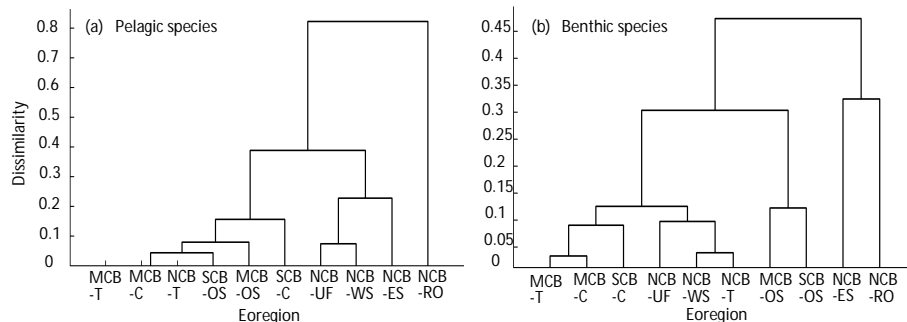 (a) Pelagic species
Dissimilarity
0.8
0.7
0.6
0.5
0.4
0.3
0.2
0.1
0
MCB MCB NCB SCB MCB SCB NCB NCB NCB NCB
-T -C -T -OS -OS -C -UF -WS -ES -RO
Eoregion
(b) Benthic species
0.45
0.4
0.35
0.3
0.25
0.2
0.15
0.1
0.05
0
MCB MCB SCB NCB NCB NCB MCB SCB NCB NCB
-T -C -C -UF -WS -T -OS -OS -ES -RO
Eoregion